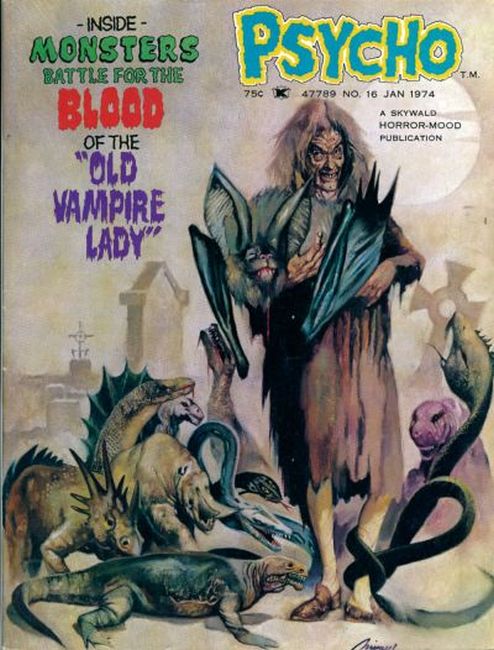 - INSIDE -
MONSTERS
BATTLE FOR THE
BLOOD
OF THE
"OLD
VAMPIRE
LADY"
PSYCHO T.M.
75¢ K 47789 NO. 16 JAN 1974
A SKYWALD
HORROR-MOOD
PUBLICATION